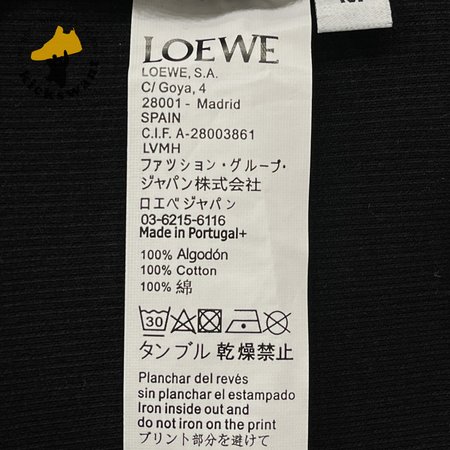 LOEWE
LOEWE, S.A.
C/ Goya, 4
28001 - Madrid
SPAIN
C.I.F. A-28003861
LVMH
ファッション・グループ・
ジャパン株式会社
ロエベジャパン
03-6215-6116
Made in Portugal+
100% Algodón
100% Cotton
100% 綿
30
タンブル 乾燥禁止
Planchar del revés
sin planchar el estampado
Iron inside out and
do not iron on the print
プリント部分を避けて